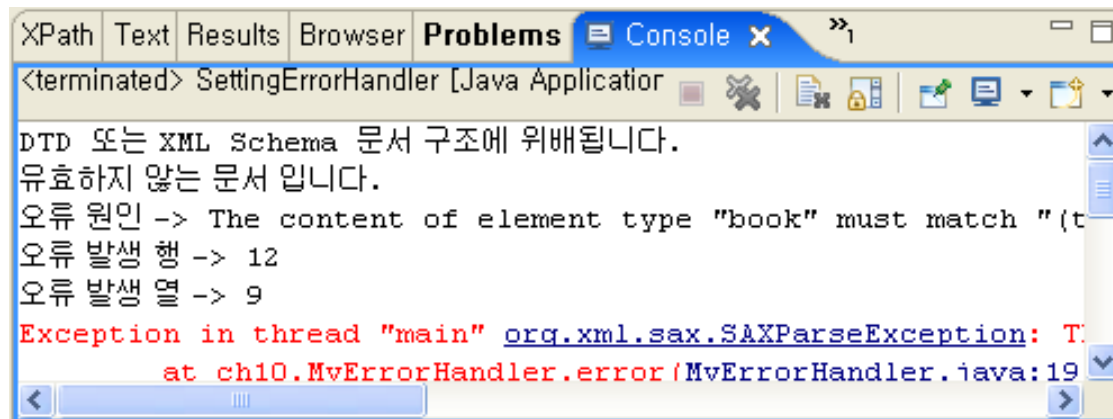 XPath Text Results Browser Problems Console »1
<terminated> SettingErrorHandler [Java Application
DTD 또는 XML Schema 문서 구조에 위배됩니다.
유효하지 않는 문서 입니다.
오류 원인 -> The content of element type "book" must match "(t
오류 발생 행 -> 12
오류 발생 열 -> 9
Exception in thread "main" org.xml.sax.SAXParseException: T
at ch10.MyErrorHandler.error(MyErrorHandler.java:19